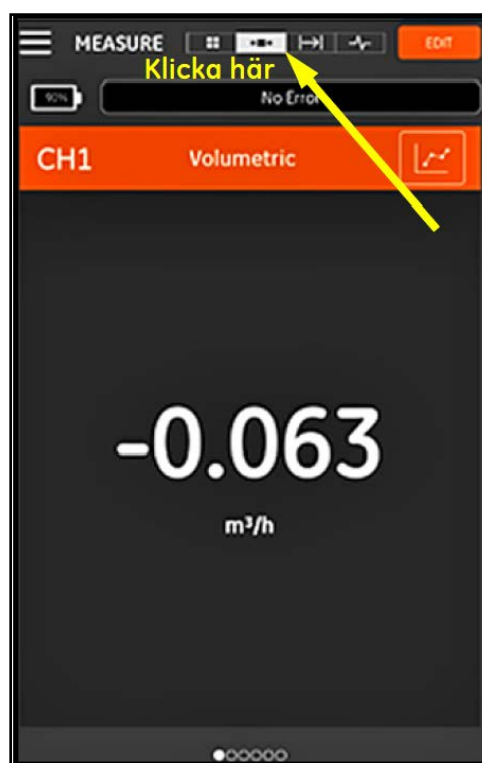 MEASURE EDIT
Klicka här
90% No Error
CH1 Volumetric
-0.063
m³/h